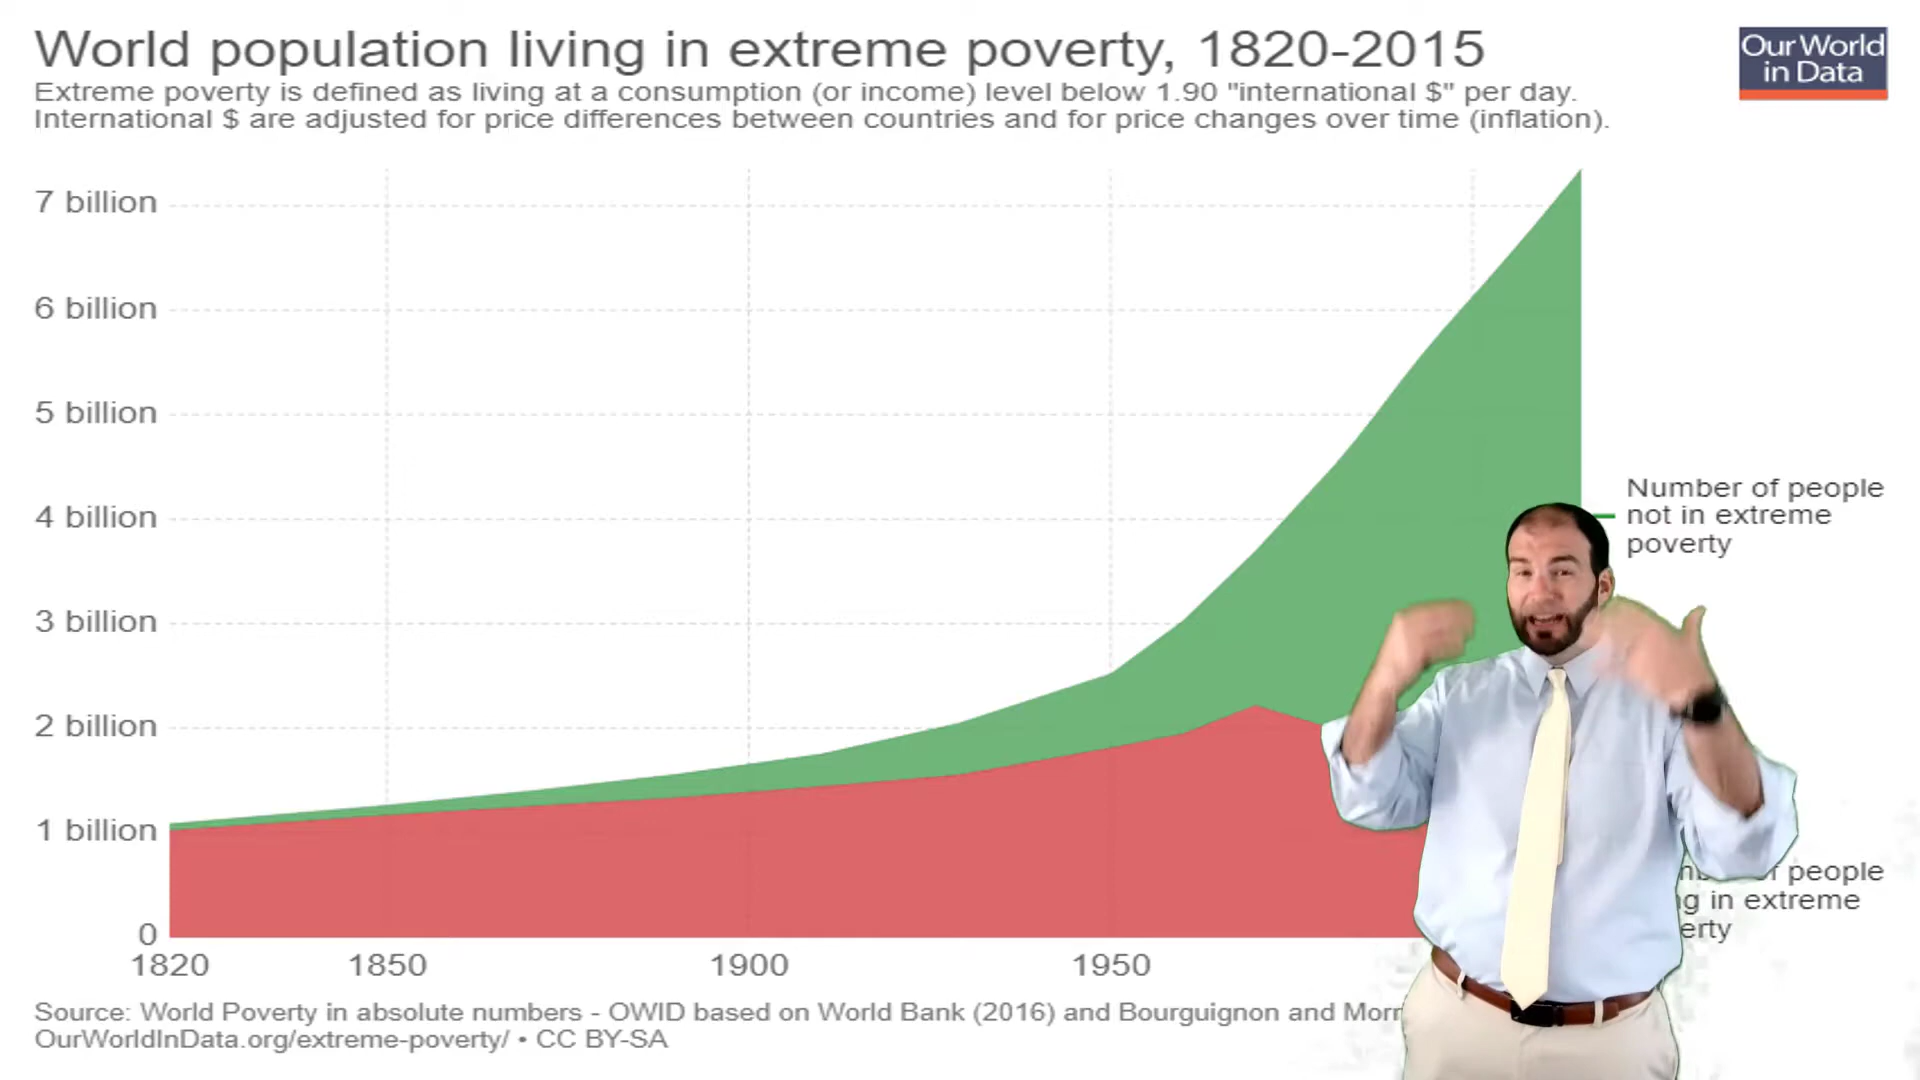 World population living in extreme poverty, 1820-2015
Our World
in Data
Extreme poverty is defined as living at a consumption (or income) level below 1.90 "international $" per day.
International $ are adjusted for price differences between countries and for price changes over time (inflation).
7 billion
6 billion
5 billion
4 billion
3 billion
2 billion
1 billion
0
1820
1850
1900
1950
Number of people
not in extreme
poverty
of people
in extreme
Source: World Poverty in absolute numbers - OWID based on World Bank (2016) and Bourguignon and
OurWorldInData.org/extreme-poverty/ • CC BY-SA